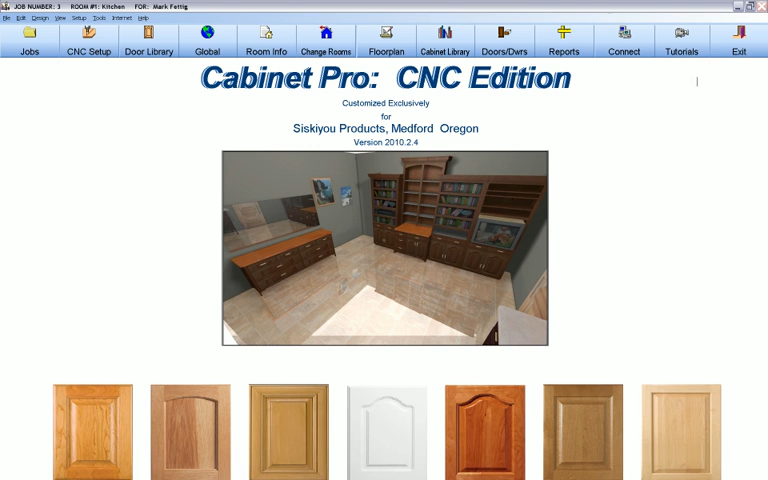 JOB NUMBER: 3 ROOM #1: Kitchen FOR: Mark Fettig
File Edit Design View Setup Tools Internet Help
Jobs CNC Setup Door Library Global Room Info Change Rooms Floorplan Cabinet Library Doors/Dwrs Reports Connect Tutorials Exit
Cabinet Pro: CNC Edition
Customized Exclusively
for
Siskiyou Products, Medford Oregon
Version 2010.2.4